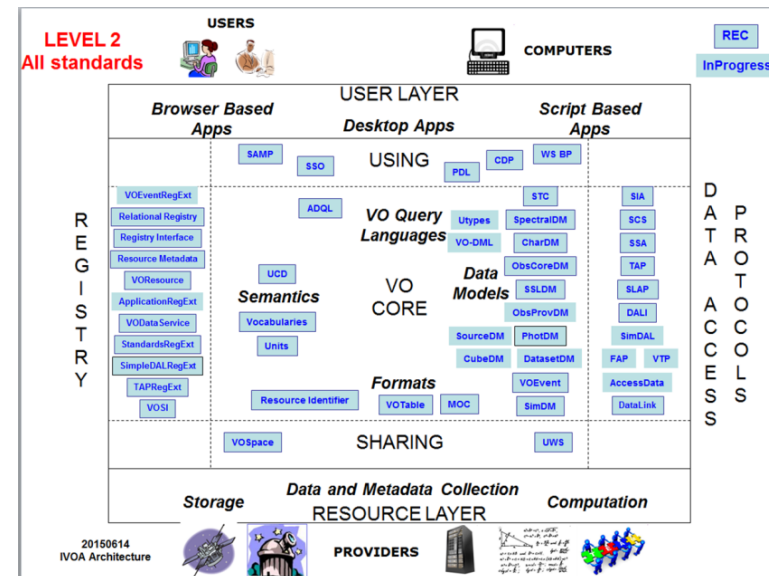 USERS
LEVEL 2
All standards
COMPUTERS
REC
InProgress
USER LAYER
Browser Based
Apps
Desktop Apps
Script Based
Apps
USING
SAMP
SSO
PDL
CDP
WS BP
REGISTRY
VOEventRegExt
Relational Registry
Registry Interface
Resource Metadata
VOResource
ApplicationRegExt
VODataService
StandardsRegExt
SimpleDALRegExt
TAPRegExt
VOSI
VO
CORE
ADQL
VO Query
Languages
UCD
Semantics
Vocabularies
Units
Data
Models
Utypes
VO-DML
STC
SpectralDM
CharDM
ObsCoreDM
SSLDM
ObsProvDM
SourceDM
PhotDM
CubeDM
DatasetDM
VOEvent
SimDM
Formats
Resource Identifier
VOTable
MOC
SIA
SCS
SSA
TAP
SLAP
DALI
SimDAL
FAP
VTP
AccessData
DataLink
DATA ACCESS
PROTOCOLS
VOSpace
SHARING
UWS
Storage
Data and Metadata Collection
Computation
RESOURCE LAYER
20150614
IVOA Architecture
PROVIDERS